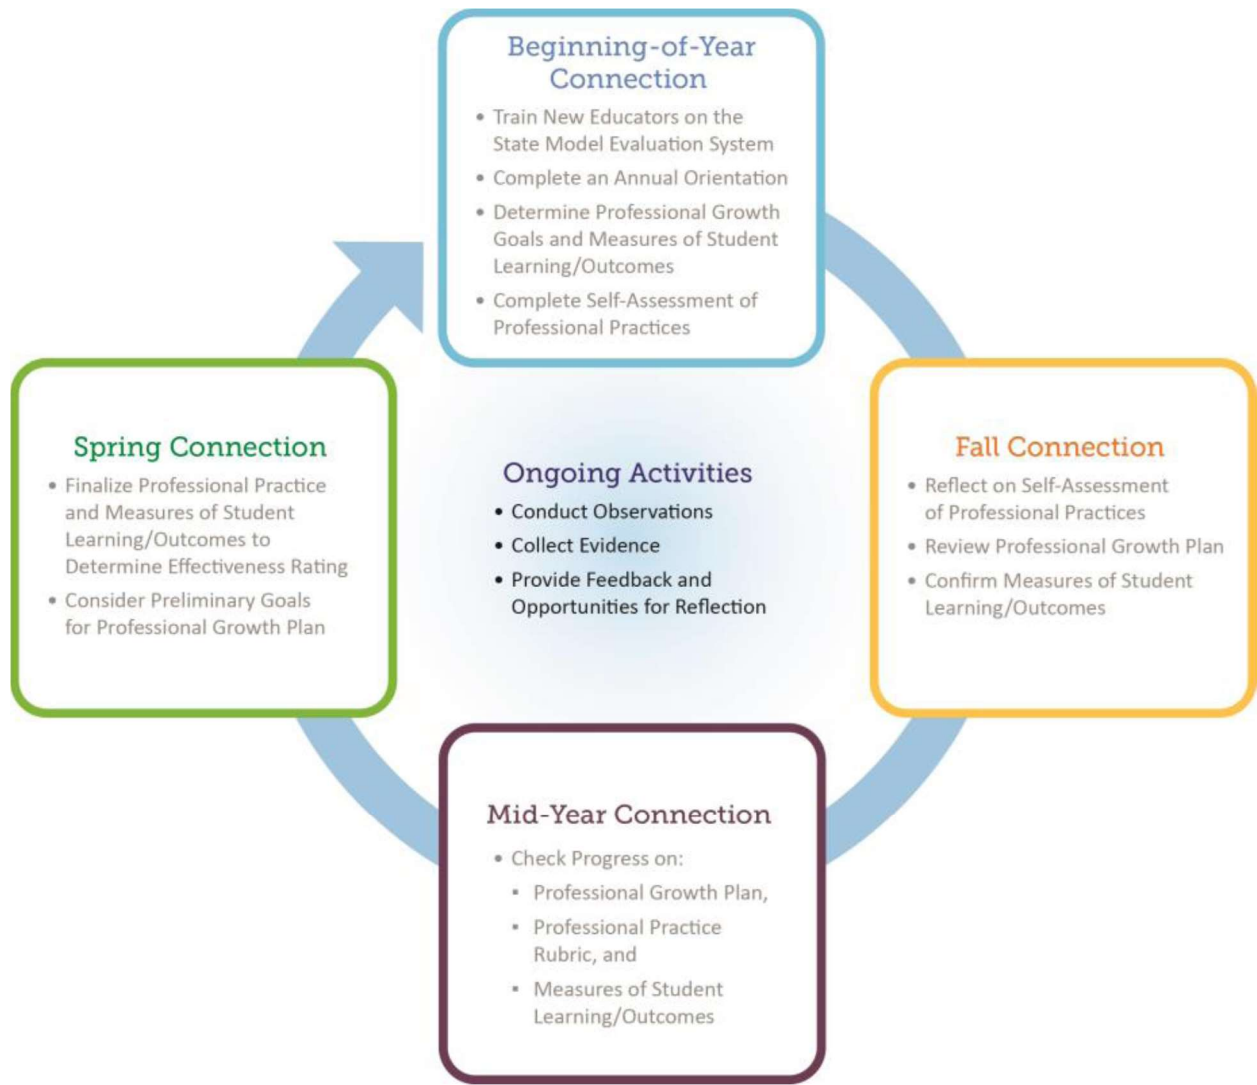 Beginning-of-Year
Connection
• Train New Educators on the
State Model Evaluation System
• Complete an Annual Orientation
• Determine Professional Growth
Goals and Measures of Student
Learning/Outcomes
• Complete Self-Assessment of
Professional Practices
Fall Connection
• Reflect on Self-Assessment
of Professional Practices
• Review Professional Growth Plan
• Confirm Measures of Student
Learning/Outcomes
Mid-Year Connection
• Check Progress on:
▪ Professional Growth Plan,
▪ Professional Practice
Rubric, and
▪ Measures of Student
Learning/Outcomes
Spring Connection
• Finalize Professional Practice
and Measures of Student
Learning/Outcomes to
Determine Effectiveness Rating
• Consider Preliminary Goals
for Professional Growth Plan
Ongoing Activities
• Conduct Observations
• Collect Evidence
• Provide Feedback and
Opportunities for Reflection